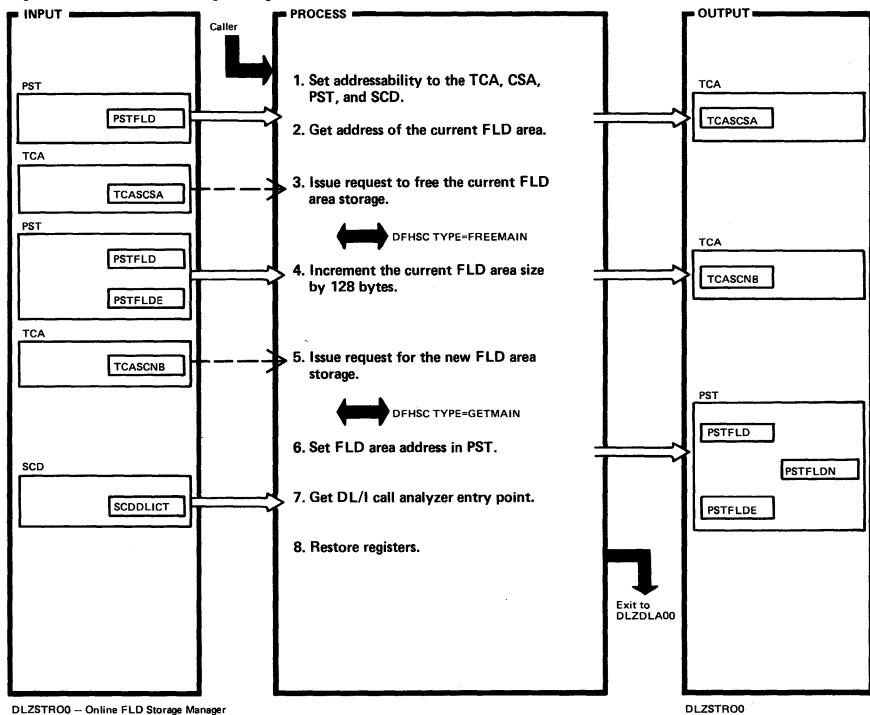 INPUT
PROCESS
OUTPUT
Caller
1. Set addressability to the TCA, CSA,
PST, and SCD.
PST
PSTFLD
2. Get address of the current FLD area.
TCA
TCASCSA
TCA
TCASCSA
3. Issue request to free the current FLD
area storage.
DFHSC TYPE=FREEMAIN
PST
PSTFLD
PSTFLDE
4. Increment the current FLD area size
by 128 bytes.
TCA
TCASCNB
TCA
TCASCNB
5. Issue request for the new FLD area
storage.
DFHSC TYPE=GETMAIN
6. Set FLD area address in PST.
PST
PSTFLD
PSTFLDN
PSTFLDE
SCD
SCDDLICT
7. Get DL/I call analyzer entry point.
8. Restore registers.
Exit to
DLZDLA00
DLZSTRO0 – Online FLD Storage Manager
DLZSTRO0